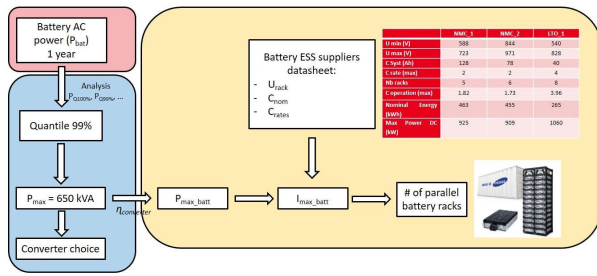 Battery AC
power (Pbat)
1 year
Analysis
PQ100%, PQ99%, ...
Quantile 99%
Pmax = 650 kVA
Converter choice
ηconverter
Pmax_batt
Imax_batt
# of parallel
battery racks
Battery ESS suppliers
datasheet:
- Urack
- Cnom
- Crates
NMC_1 NMC_2 LTO_1
U min (V) 588 844 540
U max (V) 723 971 828
C Syst (Ah) 128 78 40
C rate (max) 2 2 4
Nb racks 5 6 8
C operation (max) 1.82 1.73 3.96
Nominal Energy (kWh) 463 455 265
Max Power DC (kW) 925 909 1060